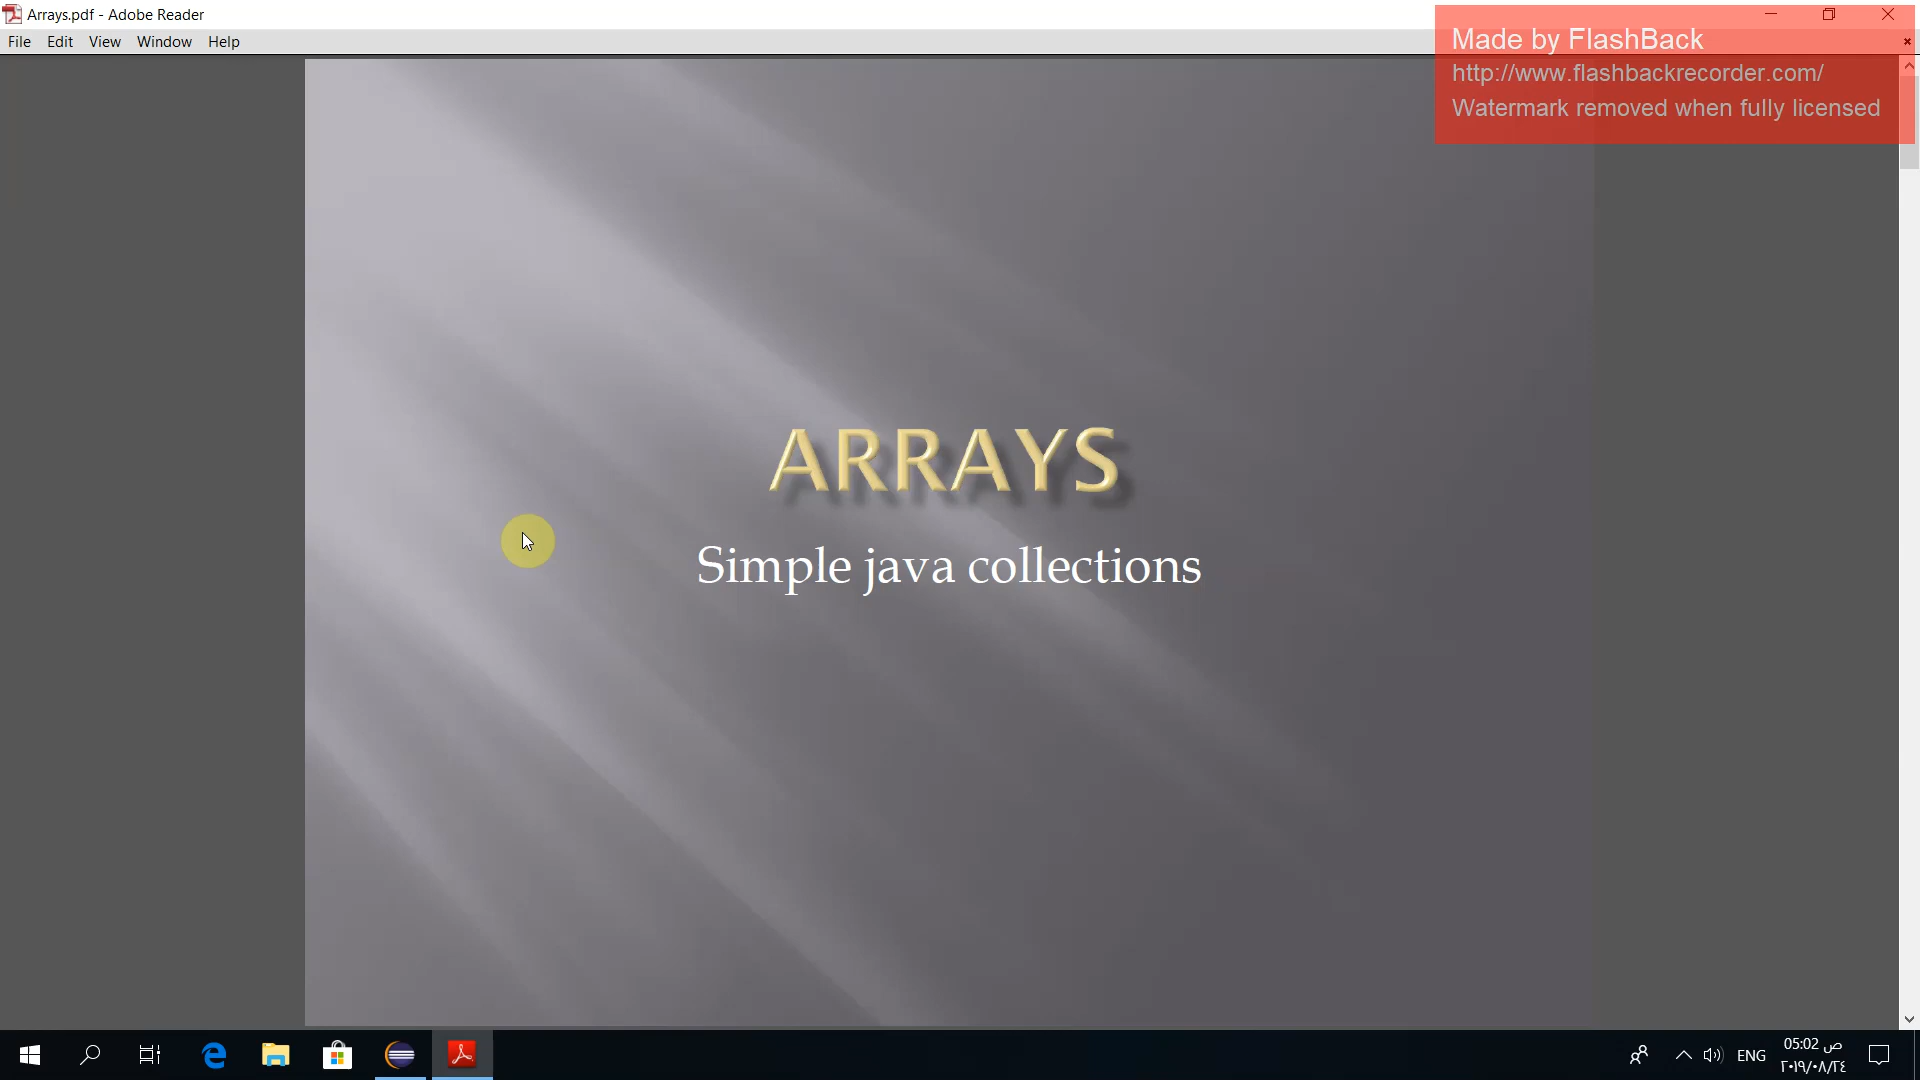 Arrays.pdf - Adobe Reader
File Edit View Window Help
Made by FlashBack
http://www.flashbackrecorder.com/
Watermark removed when fully licensed
ARRAYS
Simple java collections
ENG
05:02 ص
٢٠١٩/٠٨/٢٤